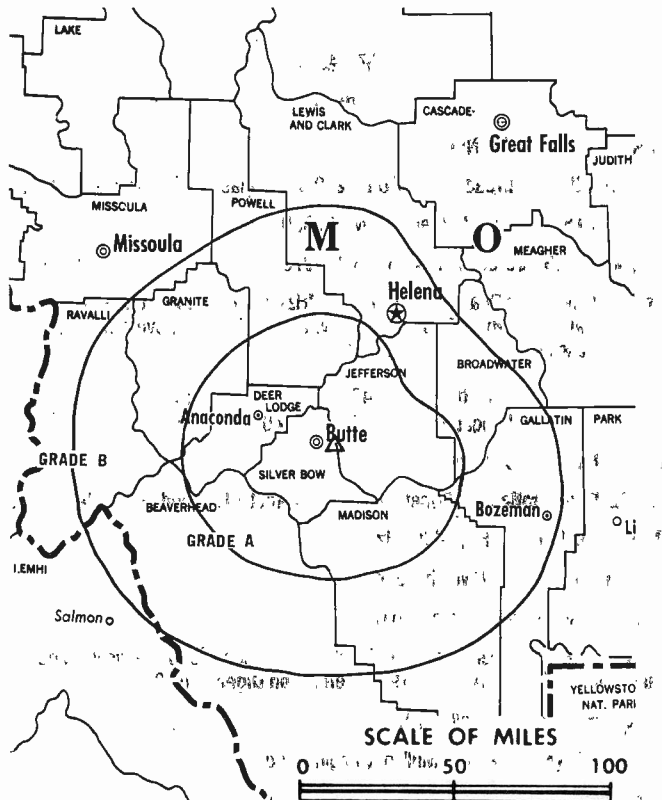 LAKE
LEWIS
AND CLARK
CASCADE
Great Falls
JUDITH
MISSOULA
POWELL
M
O
MEAGHER
Missoula
Helena
RAVALLI
GRANITE
JEFFERSON
BROADWATER
DEER
LODGE
Anaconda
GALLATIN
PARK
Butte
GRADE B
SILVER BOW
BEAVERHEAD
MADISON
Bozeman
Li
GRADE A
LEMHI
Salmon
YELLOWSTO
NAT. PAR
SCALE OF MILES
0 50 100